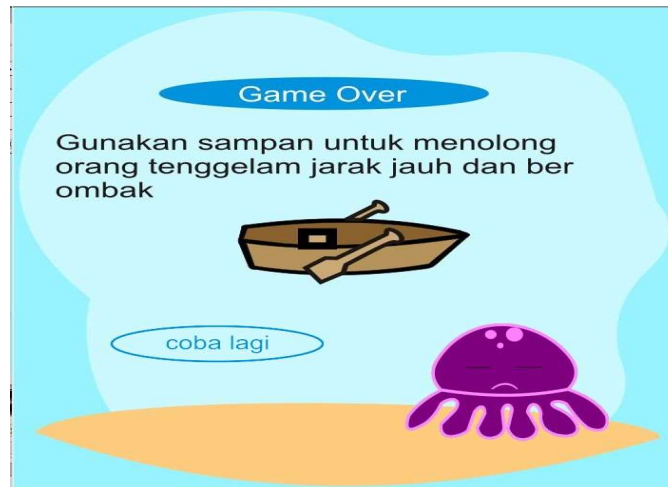 Game Over
Gunakan sampan untuk menolong
orang tenggelam jarak jauh dan ber
ombak
coba lagi